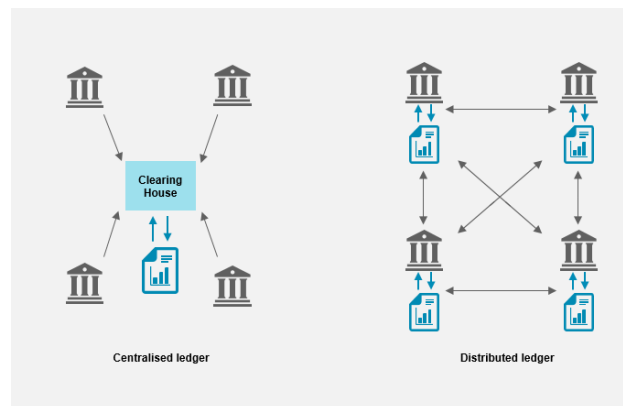 Clearing
House
Centralised ledger
Distributed ledger